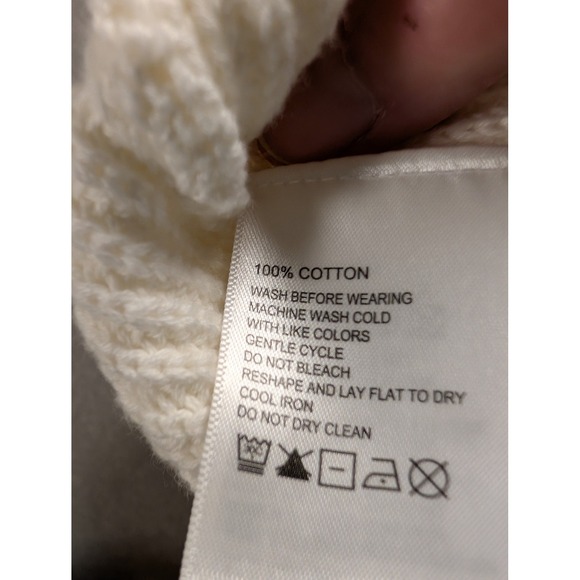 100% COTTON
WASH BEFORE WEARING
MACHINE WASH COLD
WITH LIKE COLORS
GENTLE CYCLE
DO NOT BLEACH
RESHAPE AND LAY FLAT TO DRY
COOL IRON
DO NOT DRY CLEAN